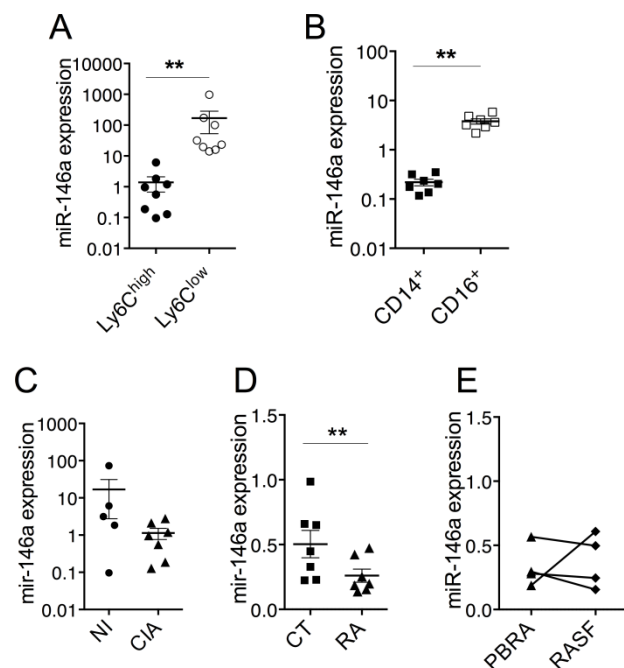 A
miR-146a expression
10000
1000
100
10
1
0.1
0.01
**
Ly6Chigh
Ly6Clow
B
miR-146a expression
100
10
1
0.1
0.01
**
CD14+
CD16+
C
mir-146a expression
1000
100
10
1
0.1
0.01
NI
CIA
D
mir-146a expression
1.5
1.0
0.5
0.0
**
CT
RA
E
miR-146a expression
1.5
1.0
0.5
0.0
PBRA
RASF